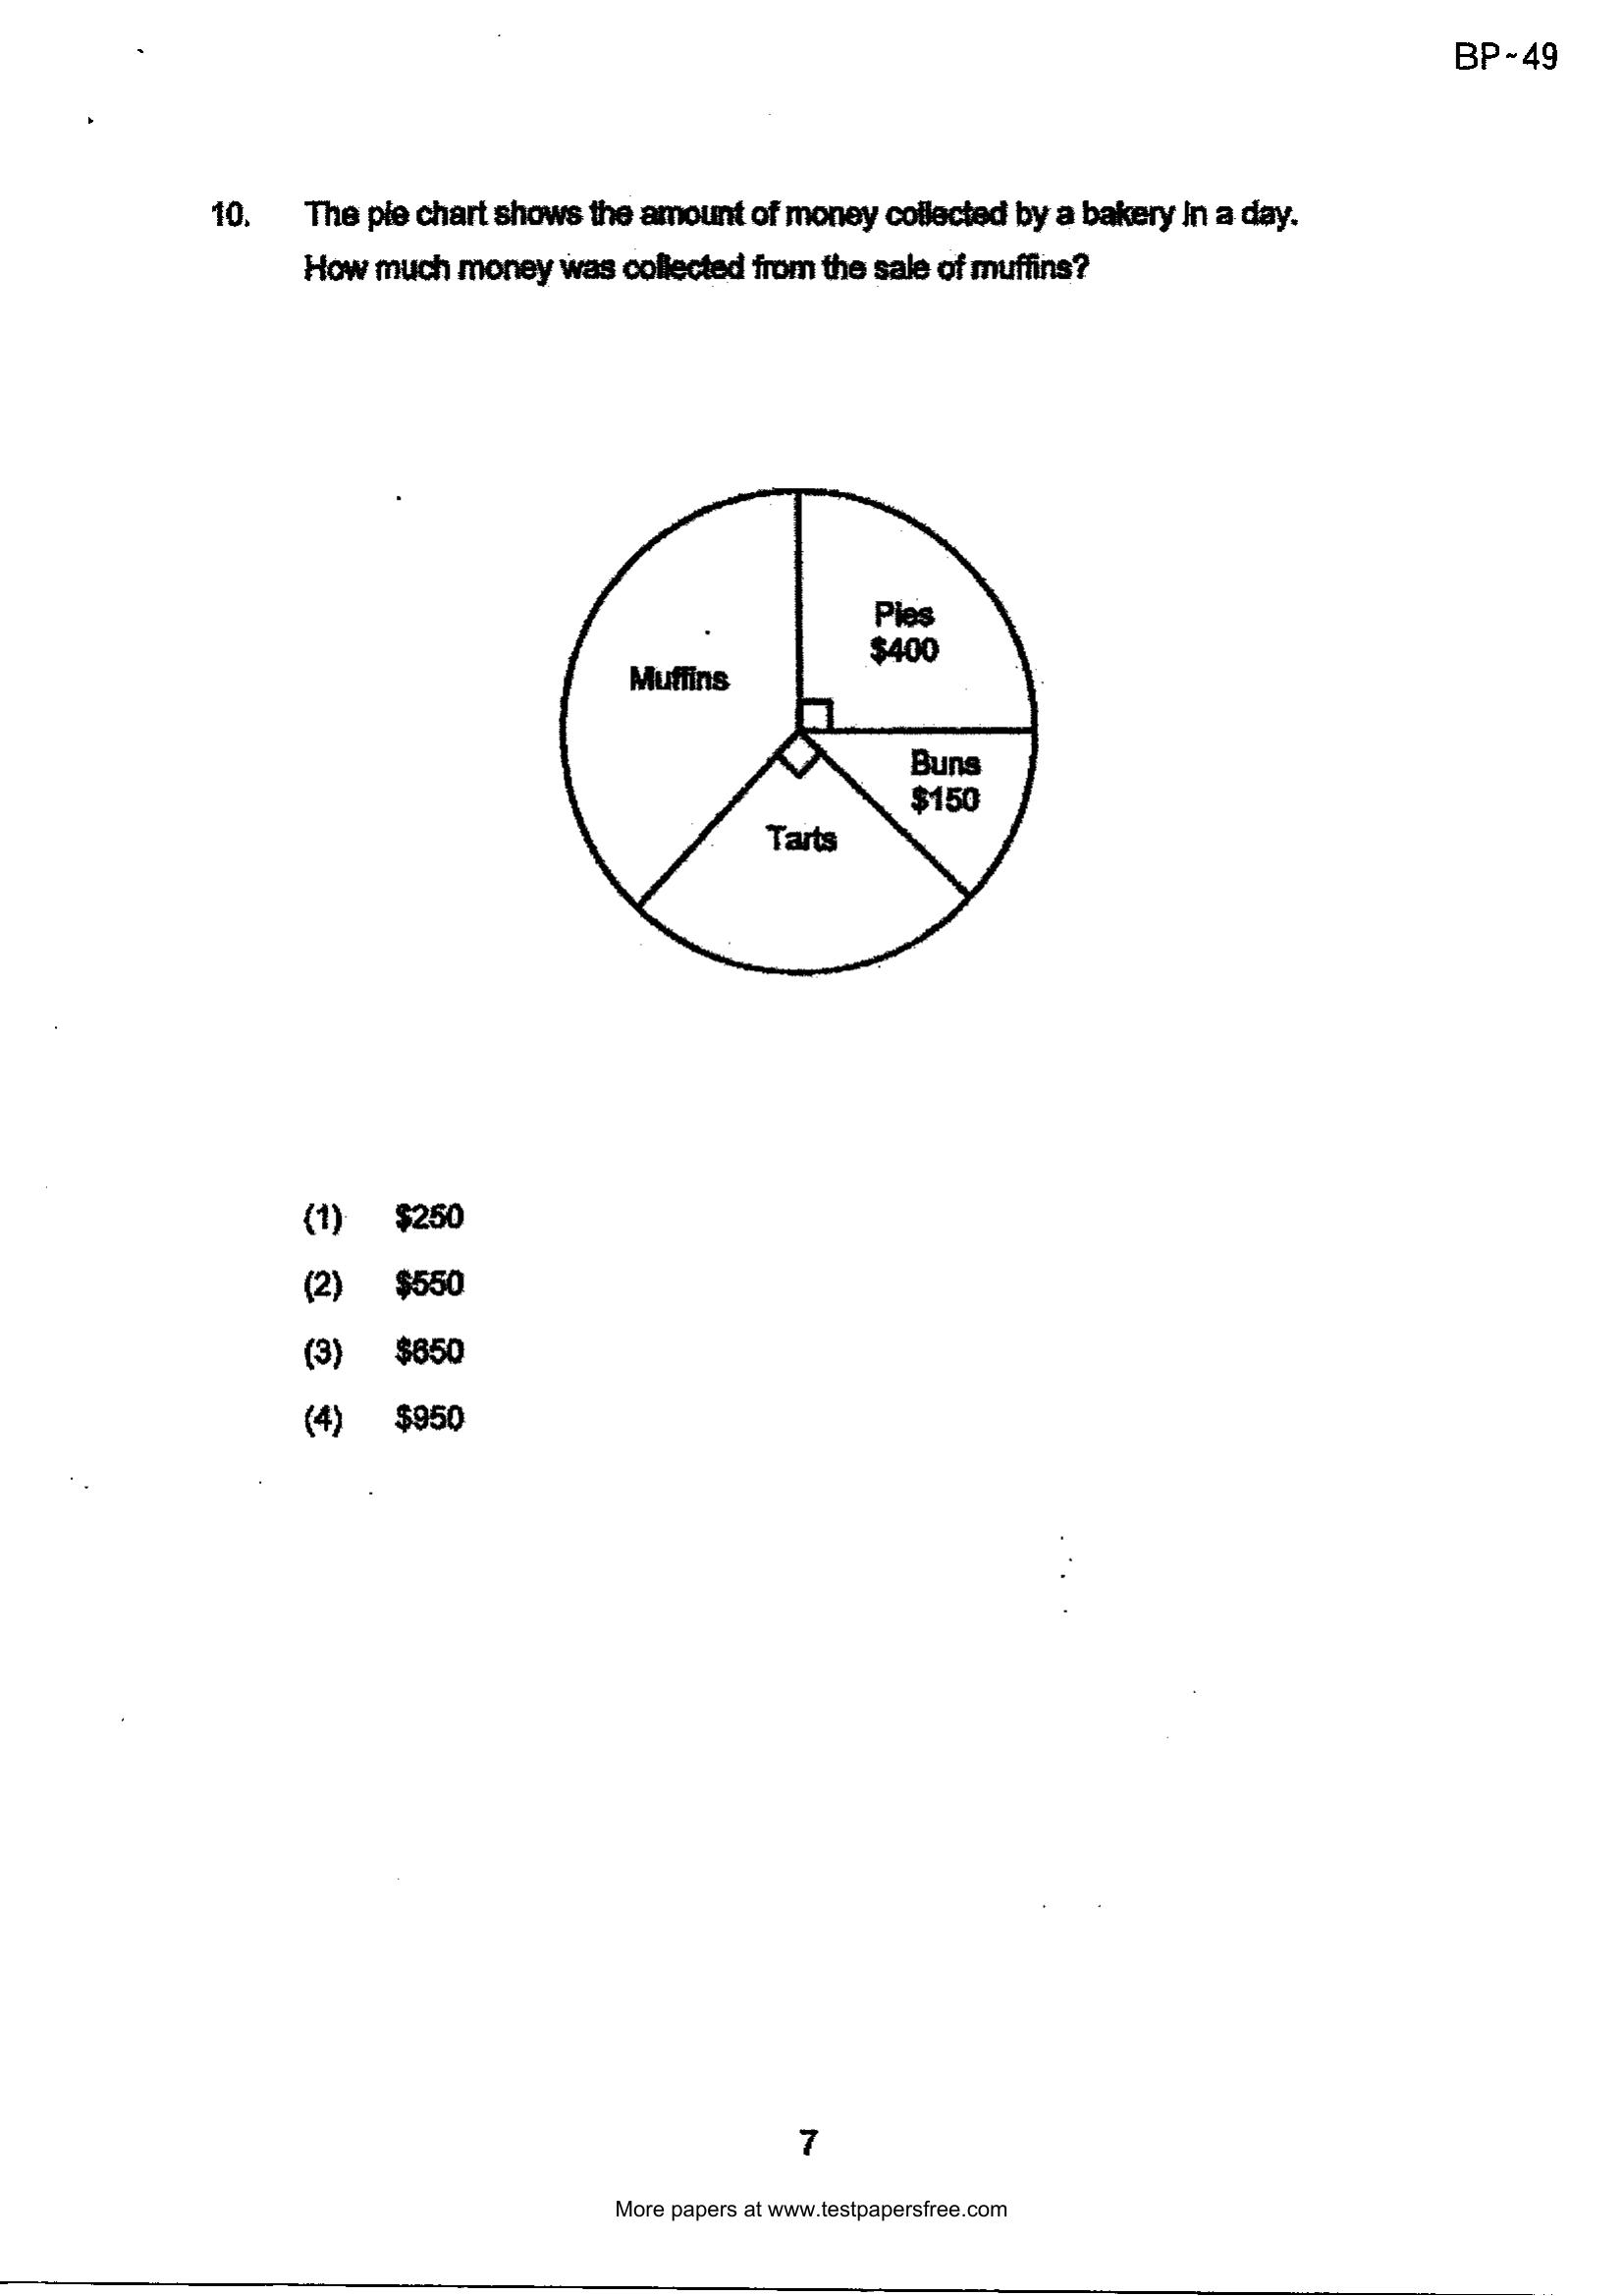 BP~49
10. The pie chart shows the amount of money collected by a bakery in a day.
How much money was collected from the sale of muffins?
Pies
$400
Muffins
Buns
$150
Tarts
(1) $250
(2) $550
(3) $650
(4) $950
7
More papers at www.testpapersfree.com